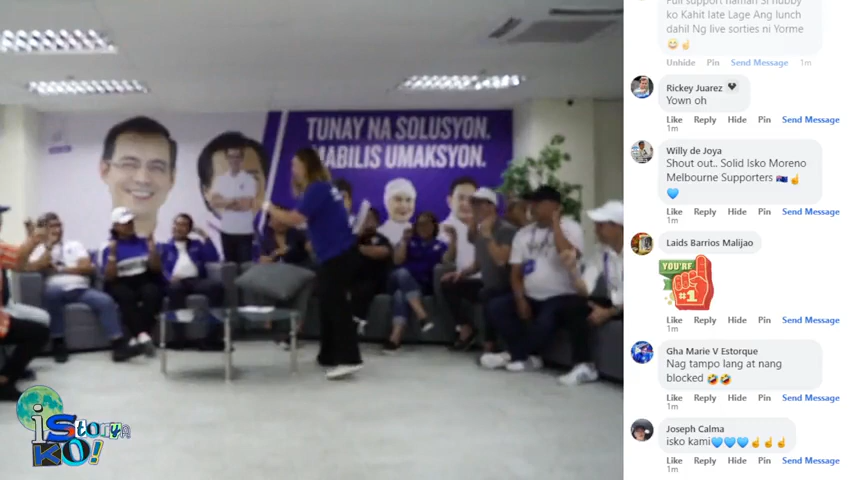 TUNAY NA SOLUSYON.
MABILIS UMAKSYON.
iStorya
KO!
Full support naman Si hubby
ko Kahit late Lage Ang lunch
dahil Ng live sorties ni Yorme
Unhide Pin Send Message 1m
Rickey Juarez
Yown oh
Like Reply Hide Pin Send Message
1m
Willy de Joya
Shout out.. Solid Isko Moreno
Melbourne Supporters 🇦🇺☝️
💙
Like Reply Hide Pin Send Message
1m
Laids Barrios Malijao
YOU'RE
#1
Like Reply Hide Pin Send Message
1m
Gha Marie V Estorque
Nag tampo lang at nang
blocked 🤣🤣
Like Reply Hide Pin Send Message
1m
Joseph Calma
isko kami💙💙💙☝️☝️☝️
Like Reply Hide Pin Send Message
1m